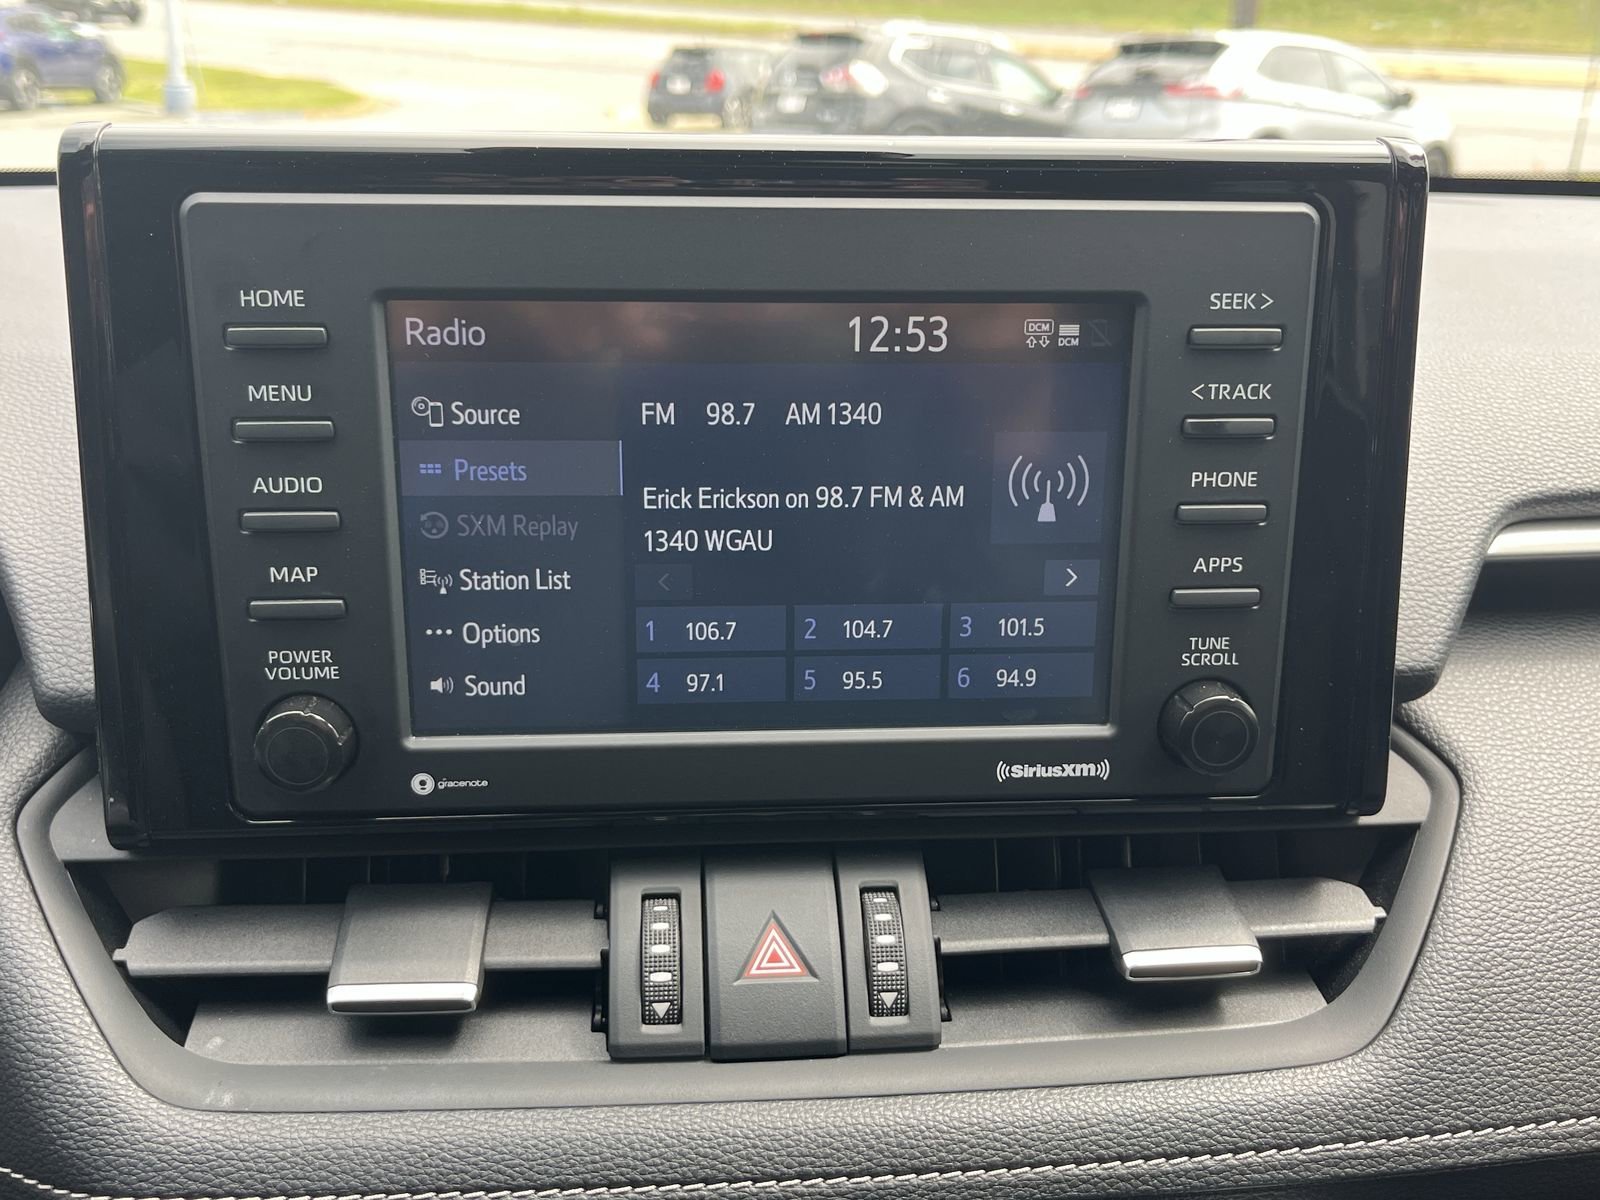 HOME
MENU
AUDIO
MAP
POWER
VOLUME
Radio
12:53
DCM
DCM
Source
Presets
SXM Replay
Station List
Options
Sound
FM 98.7 AM 1340
Erick Erickson on 98.7 FM & AM
1340 WGAU
<
>
1 106.7
2 104.7
3 101.5
4 97.1
5 95.5
6 94.9
SEEK >
< TRACK
PHONE
APPS
TUNE
SCROLL
gracenote
((SiriusXM))